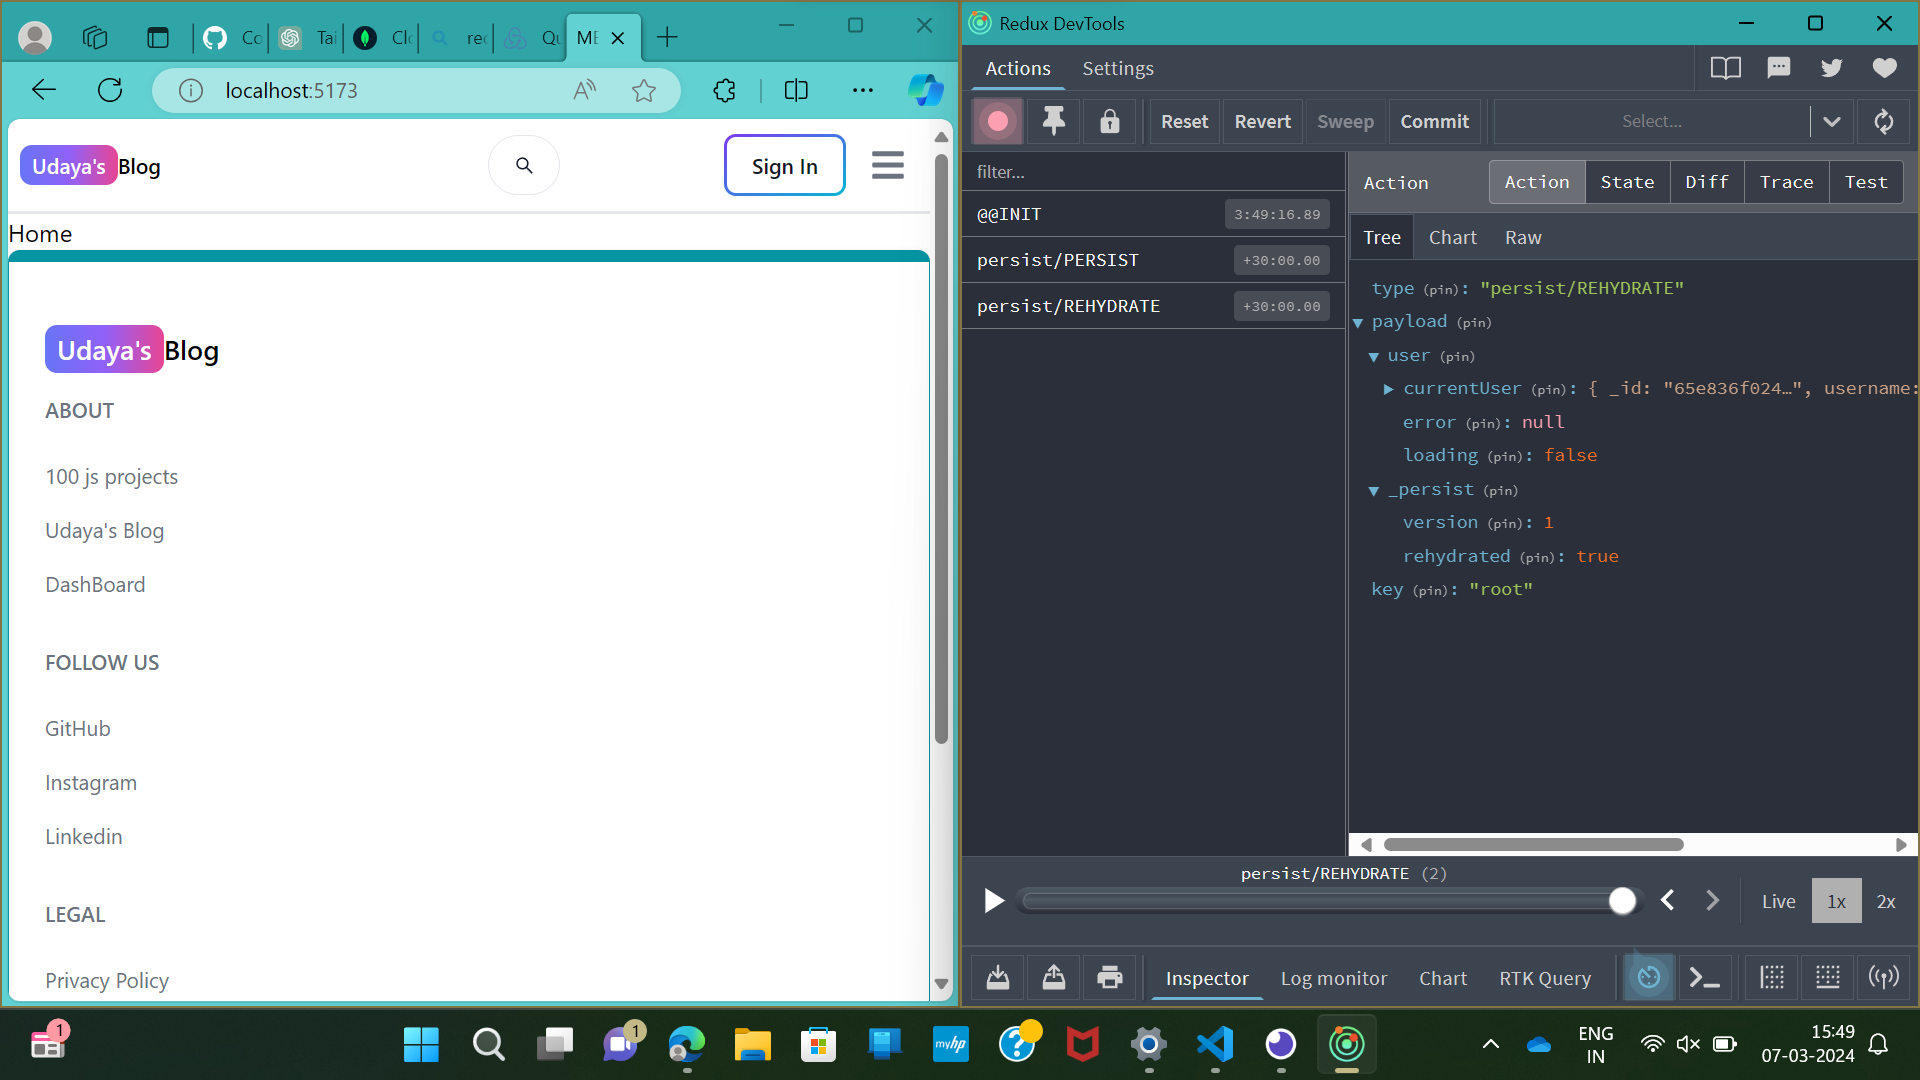 Co
Tai
Clo
rec
Qu
ME
localhost:5173
Udaya's Blog
Sign In
Home
Udaya's Blog
ABOUT
100 js projects
Udaya's Blog
DashBoard
FOLLOW US
GitHub
Instagram
Linkedin
LEGAL
Privacy Policy
Redux DevTools
Actions Settings
Reset Revert Sweep Commit Select...
filter...
@@INIT 3:49:16.89
persist/PERSIST +30:00.00
persist/REHYDRATE +30:00.00
Action Action State Diff Trace Test
Tree Chart Raw
type (pin): "persist/REHYDRATE"
payload (pin)
user (pin)
currentUser (pin): { _id: "65e836f024…", username:
error (pin): null
loading (pin): false
_persist (pin)
version (pin): 1
rehydrated (pin): true
key (pin): "root"
persist/REHYDRATE (2)
Live 1x 2x
Inspector Log monitor Chart RTK Query
1
1
myhp
ENG
IN
15:49
07-03-2024